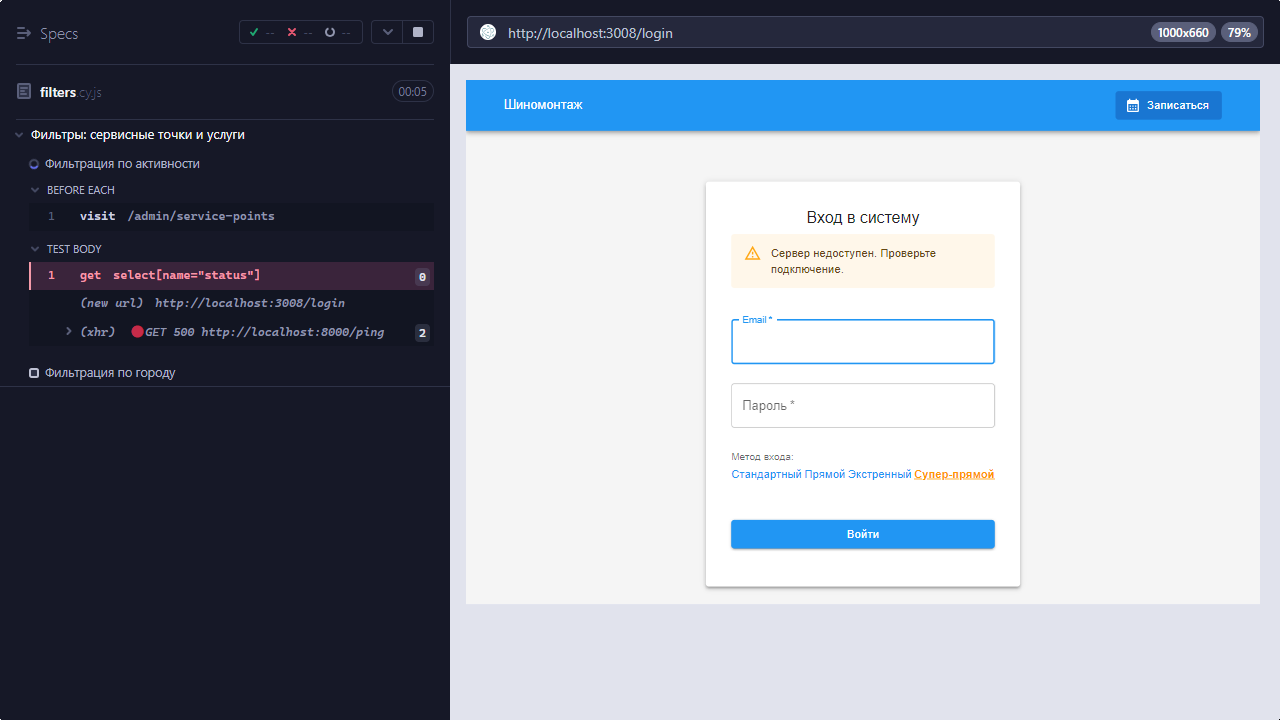 Specs
-- -- --
http://localhost:3008/login
1000x660
79%
filters.cy.js
00:05
Фильтры: сервисные точки и услуги
Фильтрация по активности
BEFORE EACH
1 visit /admin/service-points
TEST BODY
1 get select[name="status"] 0
(new url) http://localhost:3008/login
(xhr) GET 500 http://localhost:8000/ping 2
Фильтрация по городу
Шиномонтаж
Записаться
Вход в систему
Сервер недоступен. Проверьте
подключение.
Email *
Пароль *
Метод входа:
Стандартный Прямой Экстренный Супер-прямой
Войти